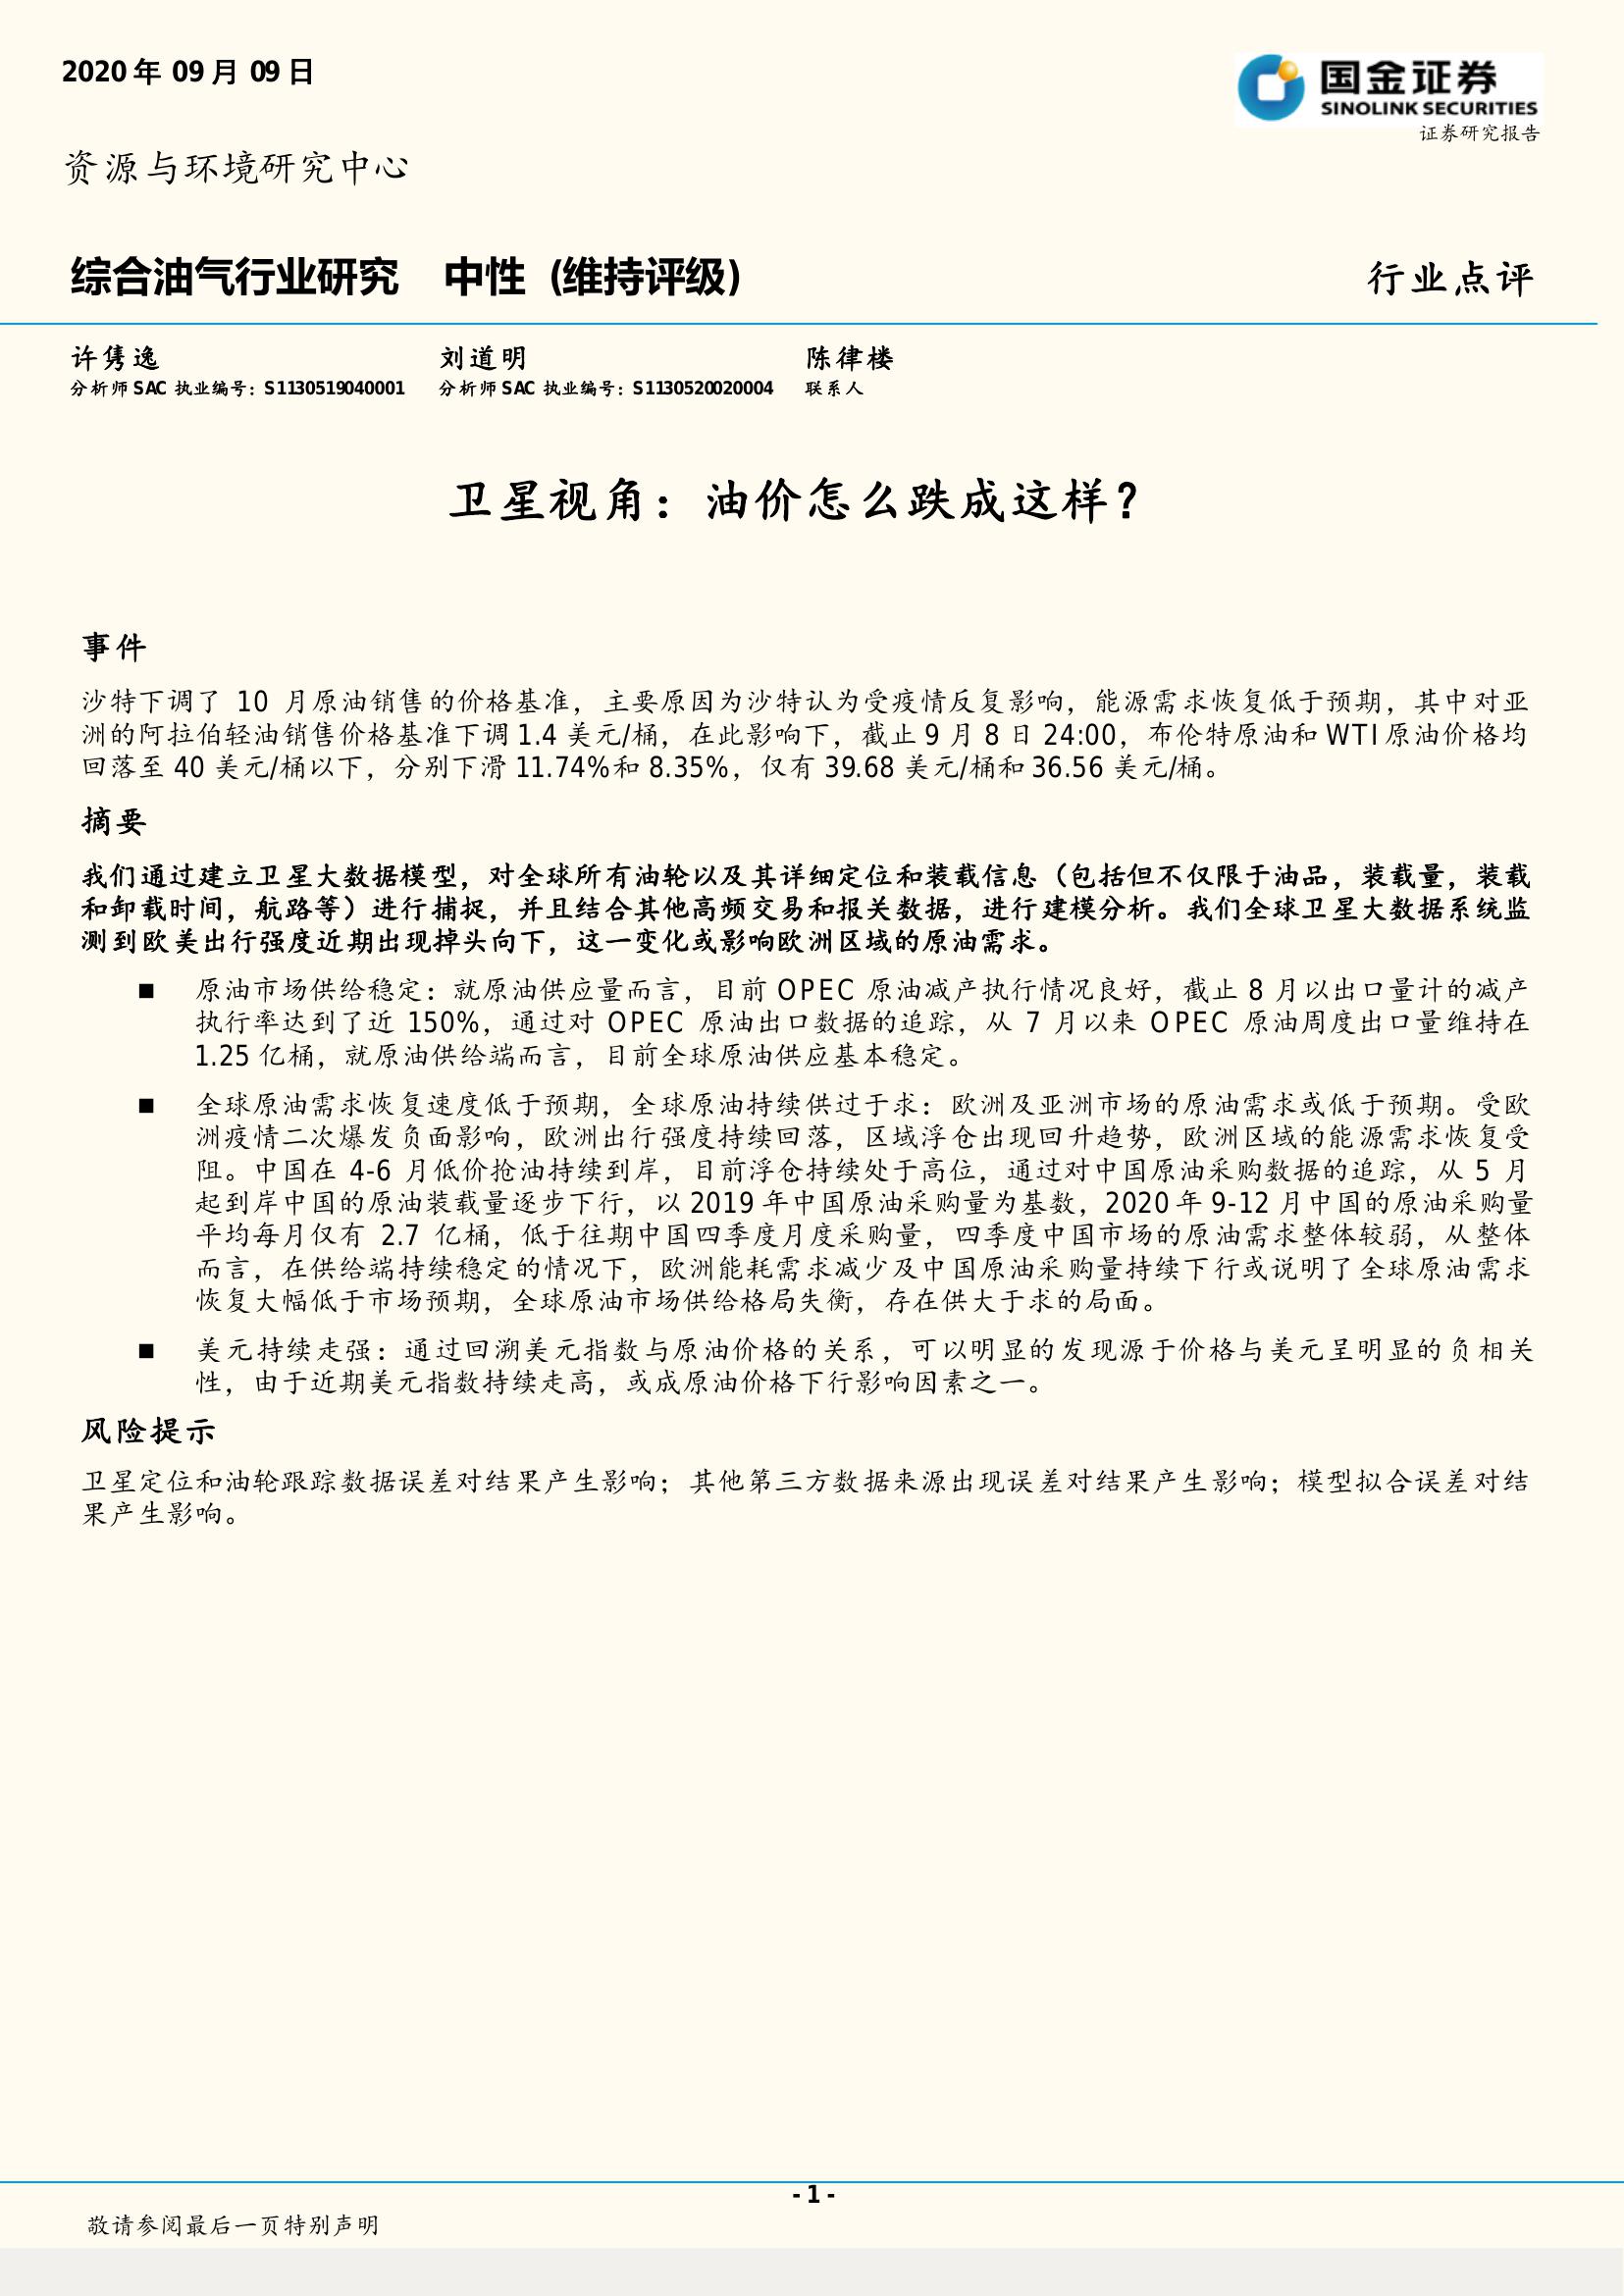 2020 年 09 月 09 日
国金证券
SINOLINK SECURITIES
证券研究报告
资源与环境研究中心
综合油气行业研究 中性 (维持评级)
行业点评
许隽逸 刘道明 陈律楼
分析师 SAC 执业编号：S1130519040001 分析师 SAC 执业编号：S1130520020004 联系人
卫星视角：油价怎么跌成这样？
事件
沙特下调了 10 月原油销售的价格基准，主要原因为沙特认为受疫情反复影响，能源需求恢复低于预期，其中对亚
洲的阿拉伯轻油销售价格基准下调 1.4 美元/桶，在此影响下，截止 9 月 8 日 24:00，布伦特原油和 WTI 原油价格均
回落至 40 美元/桶以下，分别下滑 11.74%和 8.35%，仅有 39.68 美元/桶和 36.56 美元/桶。
摘要
我们通过建立卫星大数据模型，对全球所有油轮以及其详细定位和装载信息（包括但不仅限于油品，装载量，装载
和卸载时间，航路等）进行捕捉，并且结合其他高频交易和报关数据，进行建模分析。我们全球卫星大数据系统监
测到欧美出行强度近期出现掉头向下，这一变化或影响欧洲区域的原油需求。
■ 原油市场供给稳定：就原油供应量而言，目前 OPEC 原油减产执行情况良好，截止 8 月以出口量计的减产
执行率达到了近 150%，通过对 OPEC 原油出口数据的追踪，从 7 月以来 OPEC 原油周度出口量维持在
1.25 亿桶，就原油供给端而言，目前全球原油供应基本稳定。
■ 全球原油需求恢复速度低于预期，全球原油持续供过于求：欧洲及亚洲市场的原油需求或低于预期。受欧
洲疫情二次爆发负面影响，欧洲出行强度持续回落，区域浮仓出现回升趋势，欧洲区域的能源需求恢复受
阻。中国在 4-6 月低价抢油持续到岸，目前浮仓持续处于高位，通过对中国原油采购数据的追踪，从 5 月
起到岸中国的原油装载量逐步下行，以 2019 年中国原油采购量为基数，2020 年 9-12 月中国的原油采购量
平均每月仅有 2.7 亿桶，低于往期中国四季度月度采购量，四季度中国市场的原油需求整体较弱，从整体
而言，在供给端持续稳定的情况下，欧洲能耗需求减少及中国原油采购量持续下行或说明了全球原油需求
恢复大幅低于市场预期，全球原油市场供给格局失衡，存在供大于求的局面。
■ 美元持续走强：通过回溯美元指数与原油价格的关系，可以明显的发现源于价格与美元呈明显的负相关
性，由于近期美元指数持续走高，或成原油价格下行影响因素之一。
风险提示
卫星定位和油轮跟踪数据误差对结果产生影响；其他第三方数据来源出现误差对结果产生影响；模型拟合误差对结
果产生影响。
- 1 -
敬请参阅最后一页特别声明